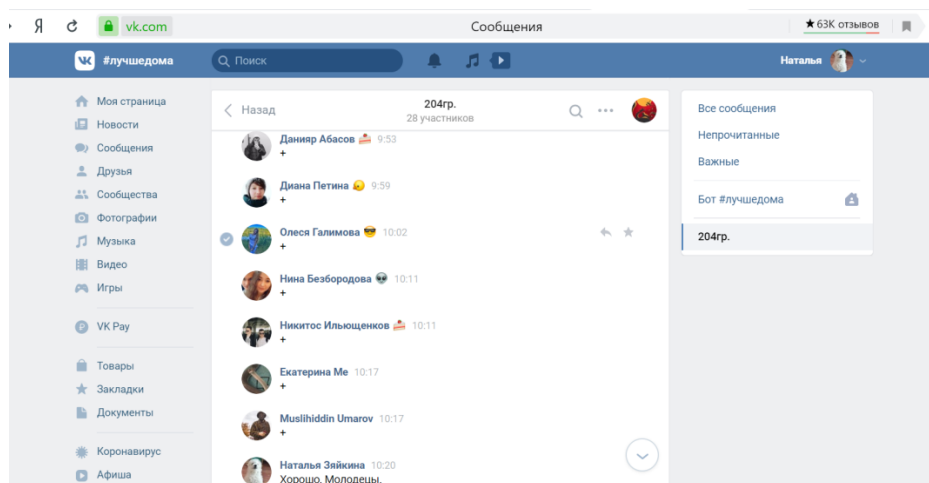 Я vk.com Сообщения ★ 63K отзывов
#лучшедома Поиск Наталья
Моя страница
Новости
Сообщения
Друзья
Сообщества
Фотографии
Музыка
Видео
Игры
VK Pay
Товары
Закладки
Документы
Коронавирус
Афиша
Назад 204гр.
28 участников
Данияр Абасов 9:53
+
Диана Петина 9:59
+
Олеся Галимова 10:02
+
Нина Безбородова 10:11
+
Никитос Ильющенков 10:11
+
Екатерина Ме 10:17
+
Muslihiddin Umarov 10:17
+
Наталья Зяйкина 10:20
Хорошо. Молодецы.
Все сообщения
Непрочитанные
Важные
Бот #лучшедома
204гр.